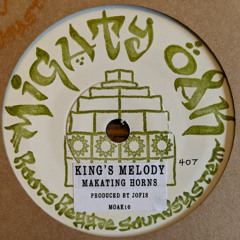 MIGHTY OAK
KING'S MELODY
MAKATING HORNS
PRODUCED BY JOFIS
MOAK10
407
Roots Reggae Soundsystem